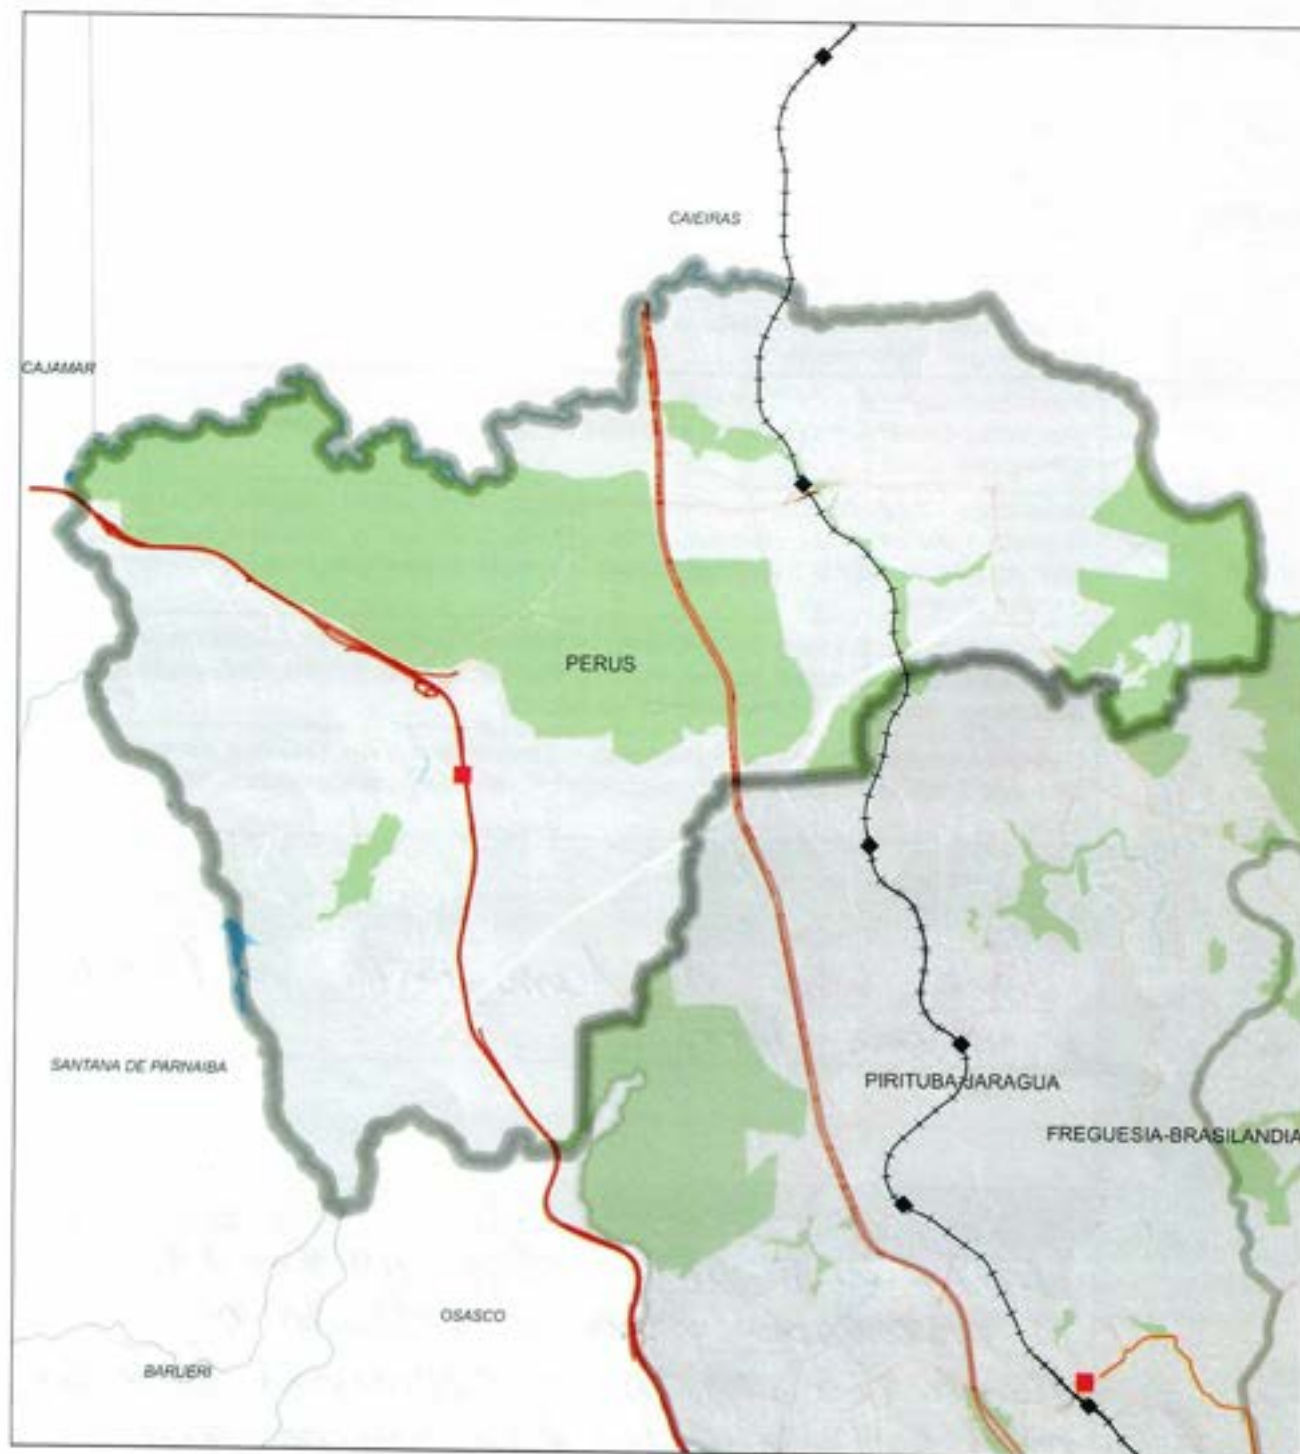 CAIEIRAS
CAJAMAR
PERUS
SANTANA DE PARNAIBA
PIRITUBA-JARAGUA
FREGUESIA-BRASILANDIA
OSASCO
BARUERI